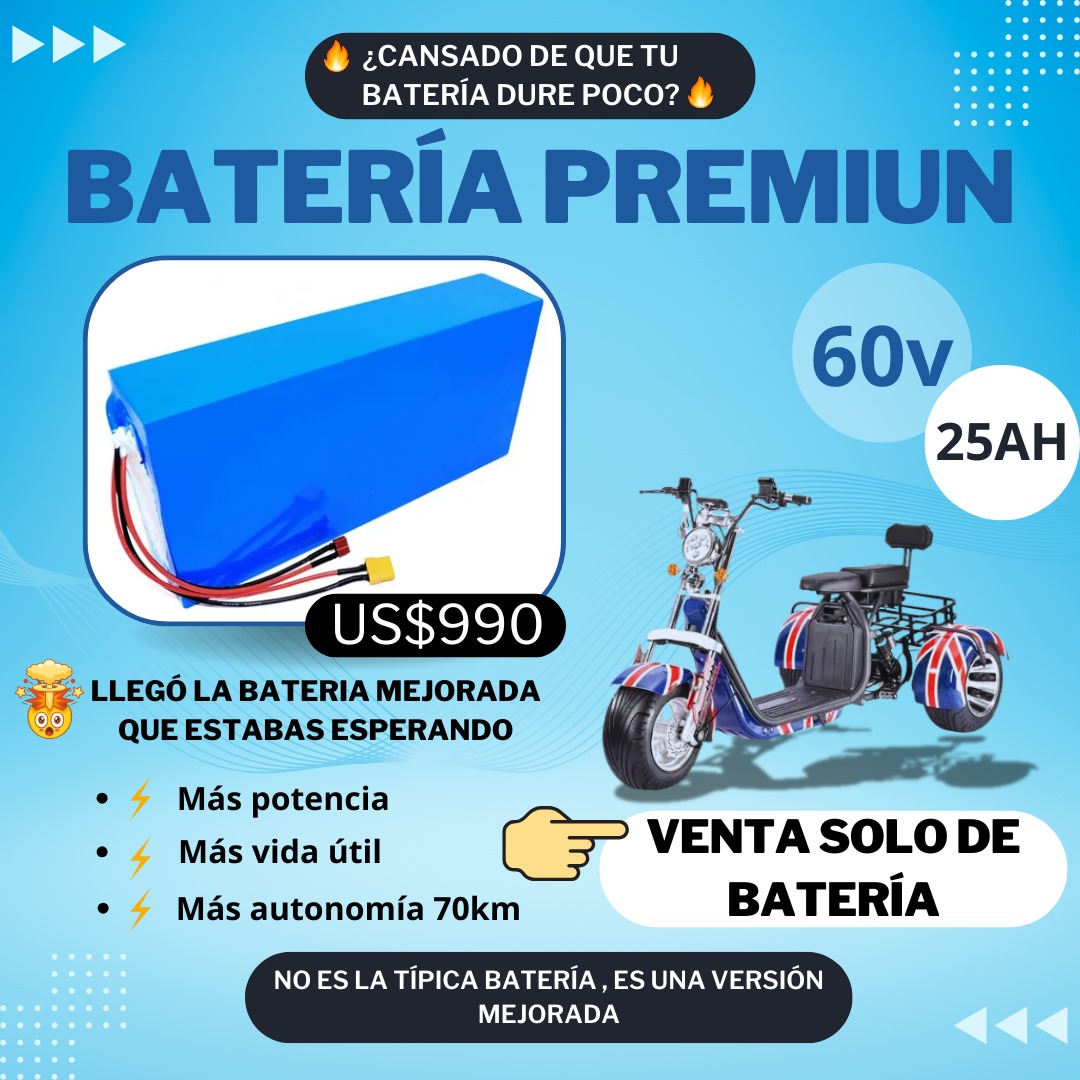 🔥 ¿CANSADO DE QUE TU
BATERÍA DURE POCO? 🔥
BATERÍA PREMIUN
60v
25AH
US$990
LLEGÓ LA BATERIA MEJORADA
QUE ESTABAS ESPERANDO
• ⚡ Más potencia
• ⚡ Más vida útil
• ⚡ Más autonomía 70km
VENTA SOLO DE
BATERÍA
NO ES LA TÍPICA BATERÍA , ES UNA VERSIÓN
MEJORADA